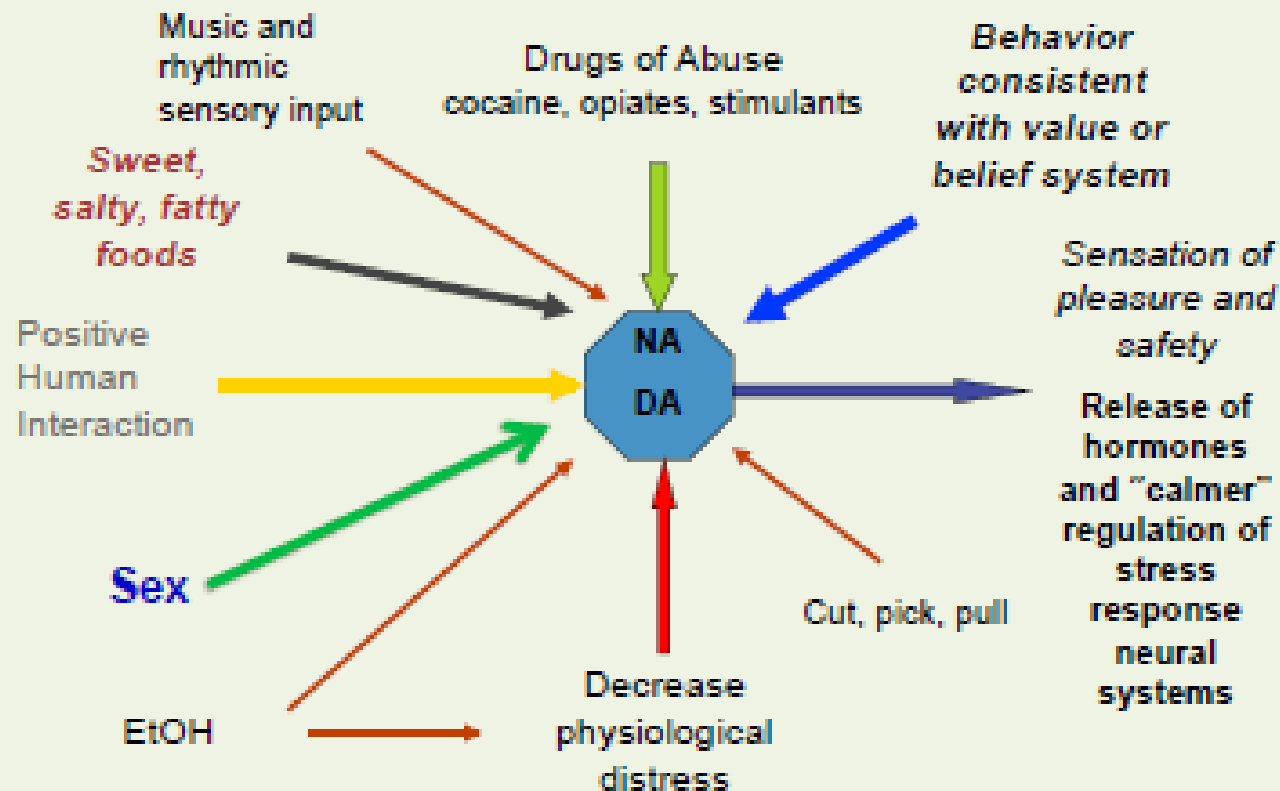 Music and
rhythmic
sensory input
Drugs of Abuse
cocaine, opiates, stimulants
Behavior
consistent
with value or
belief system
Sweet,
salty, fatty
foods
Sensation of
pleasure and
safety
Positive
Human
Interaction
NA
DA
Release of
hormones
and "calmer"
regulation of
stress
response
neural
systems
Sex
Cut, pick, pull
EtOH
Decrease
physiological
distress